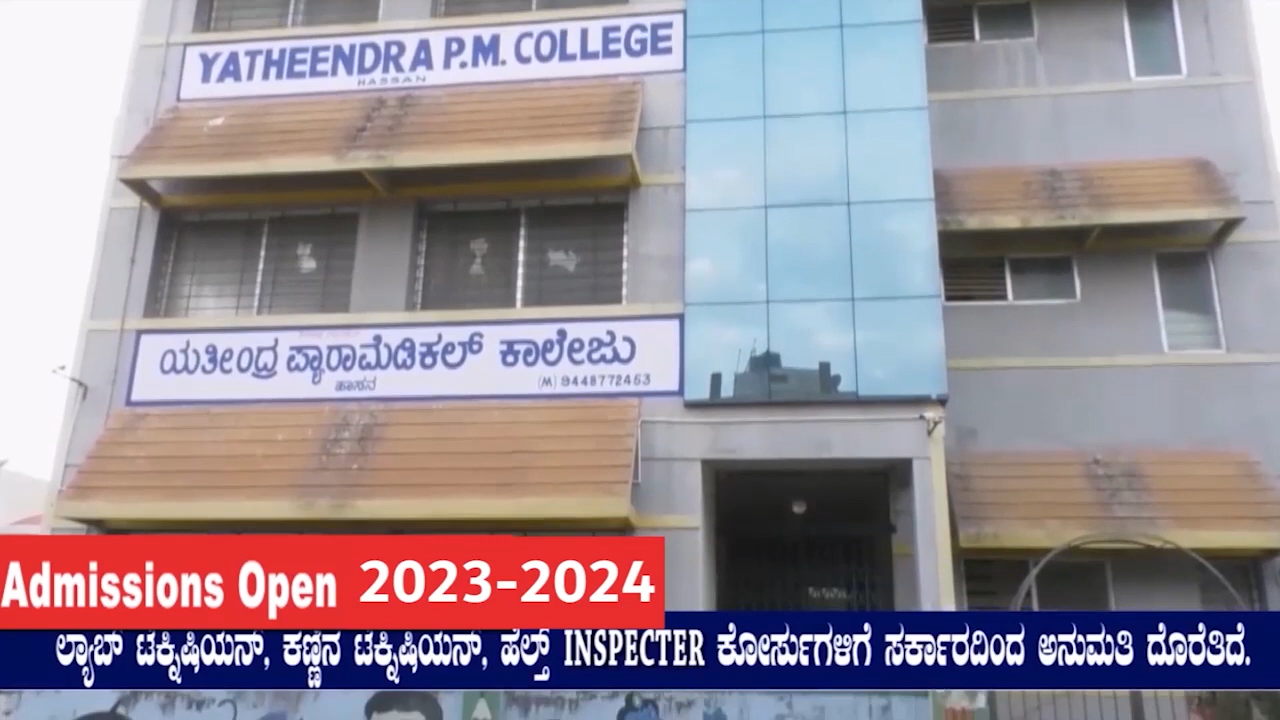 YATHEENDRA P.M. COLLEGE
HASSAN
ಯತೀಂದ್ರ ಪ್ಯಾರಾಮೆಡಿಕಲ್ ಕಾಲೇಜು
ಹಾಸನ
(M) 9448772453
Admissions Open 2023-2024
ಲ್ಯಾಬ್ ಟೆಕ್ನಿಷಿಯನ್, ಕಣ್ಣಿನ ಟೆಕ್ನಿಷಿಯನ್, ಹೆಲ್ತ್ INSPECTER ಕೋರ್ಸುಗಳಿಗೆ ಸರ್ಕಾರದಿಂದ ಅನುಮತಿ ದೊರೆತಿದೆ.